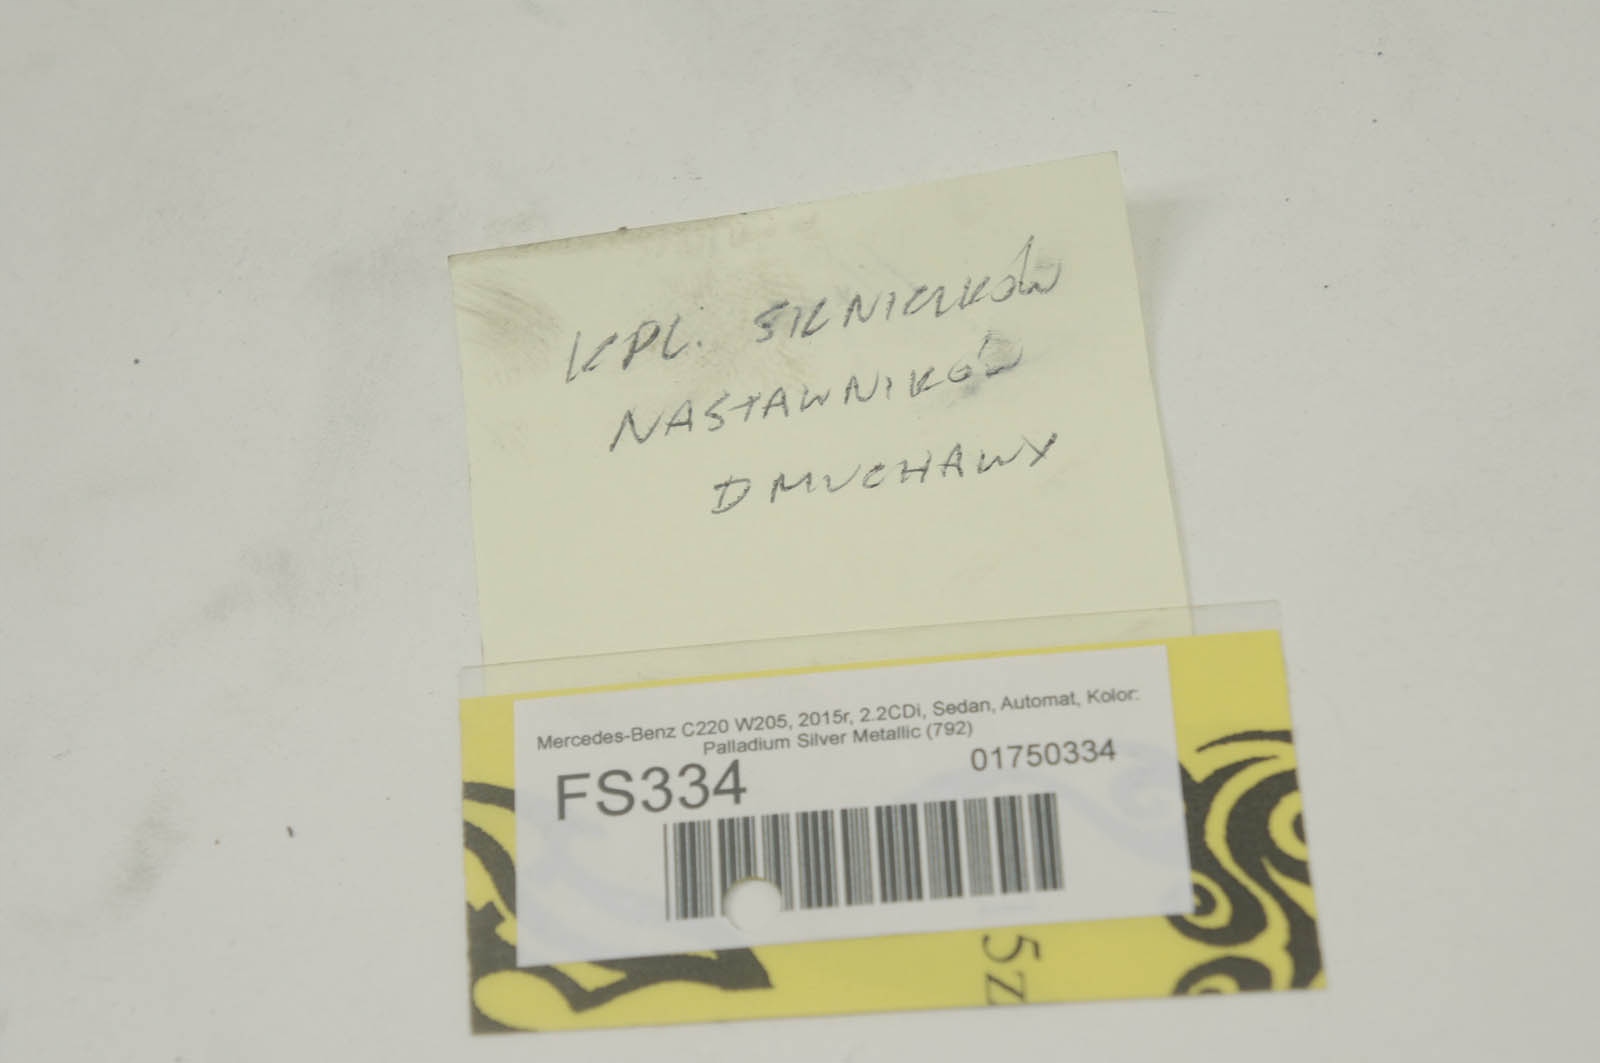 KPL. SILNICZKÓW
NASTAWNIKÓW
DMUCHAWY
Mercedes-Benz C220 W205, 2015r, 2.2CDi, Sedan, Automat, Kolor:
Palladium Silver Metallic (792)
FS334
01750334
5z